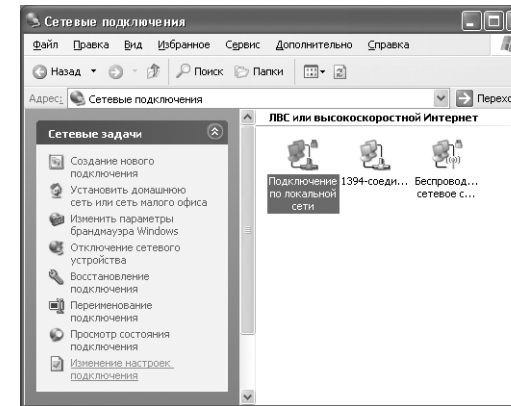 Сетевые подключения
Файл Правка Вид Избранное Сервис Дополнительно Справка
Назад Поиск Папки
Адрес: Сетевые подключения Перехо
Сетевые задачи
Создание нового
подключения
Установить домашнюю
сеть или сеть малого офиса
Изменить параметры
брандмауэра Windows
Отключение сетевого
устройства
Восстановление
подключения
Переименование
подключения
Просмотр состояния
подключения
Изменение настроек
подключения
ЛВС или высокоскоростной Интернет
Подключение 1394-соеди... Беспровод...
по локальной сетевое с...
сети